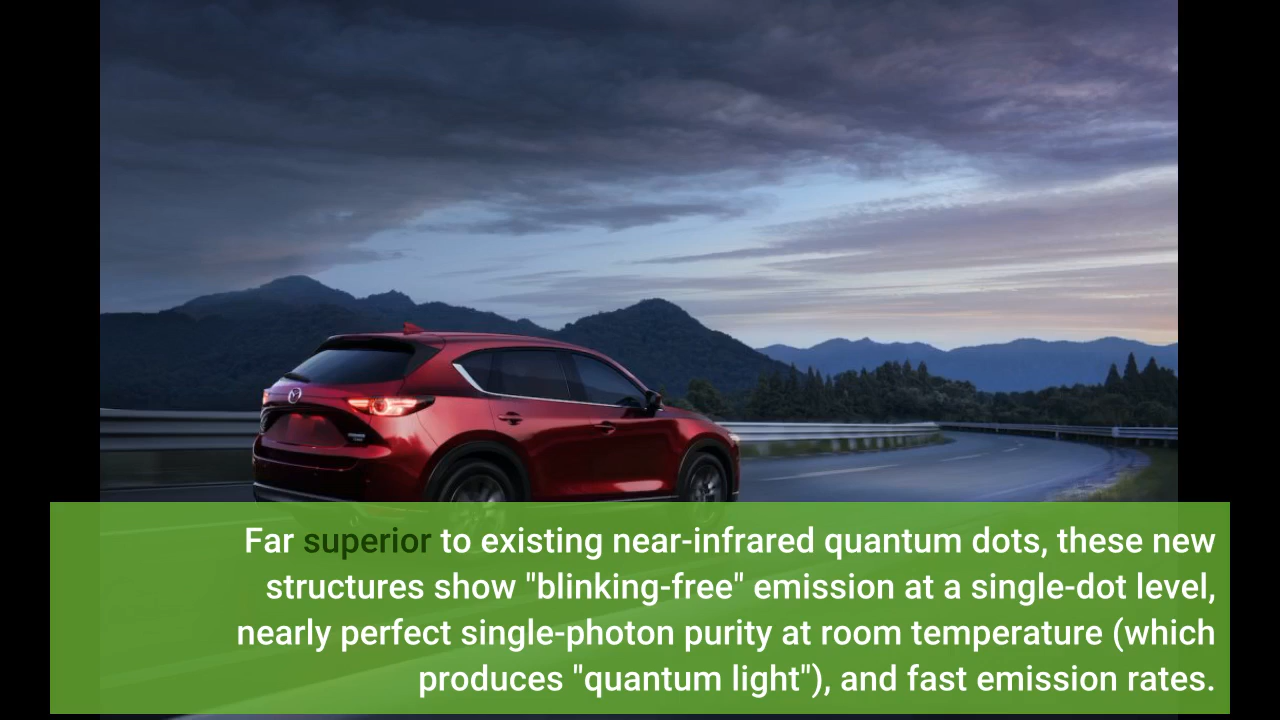 Far superior to existing near-infrared quantum dots, these new
structures show "blinking-free" emission at a single-dot level,
nearly perfect single-photon purity at room temperature (which
produces "quantum light"), and fast emission rates.